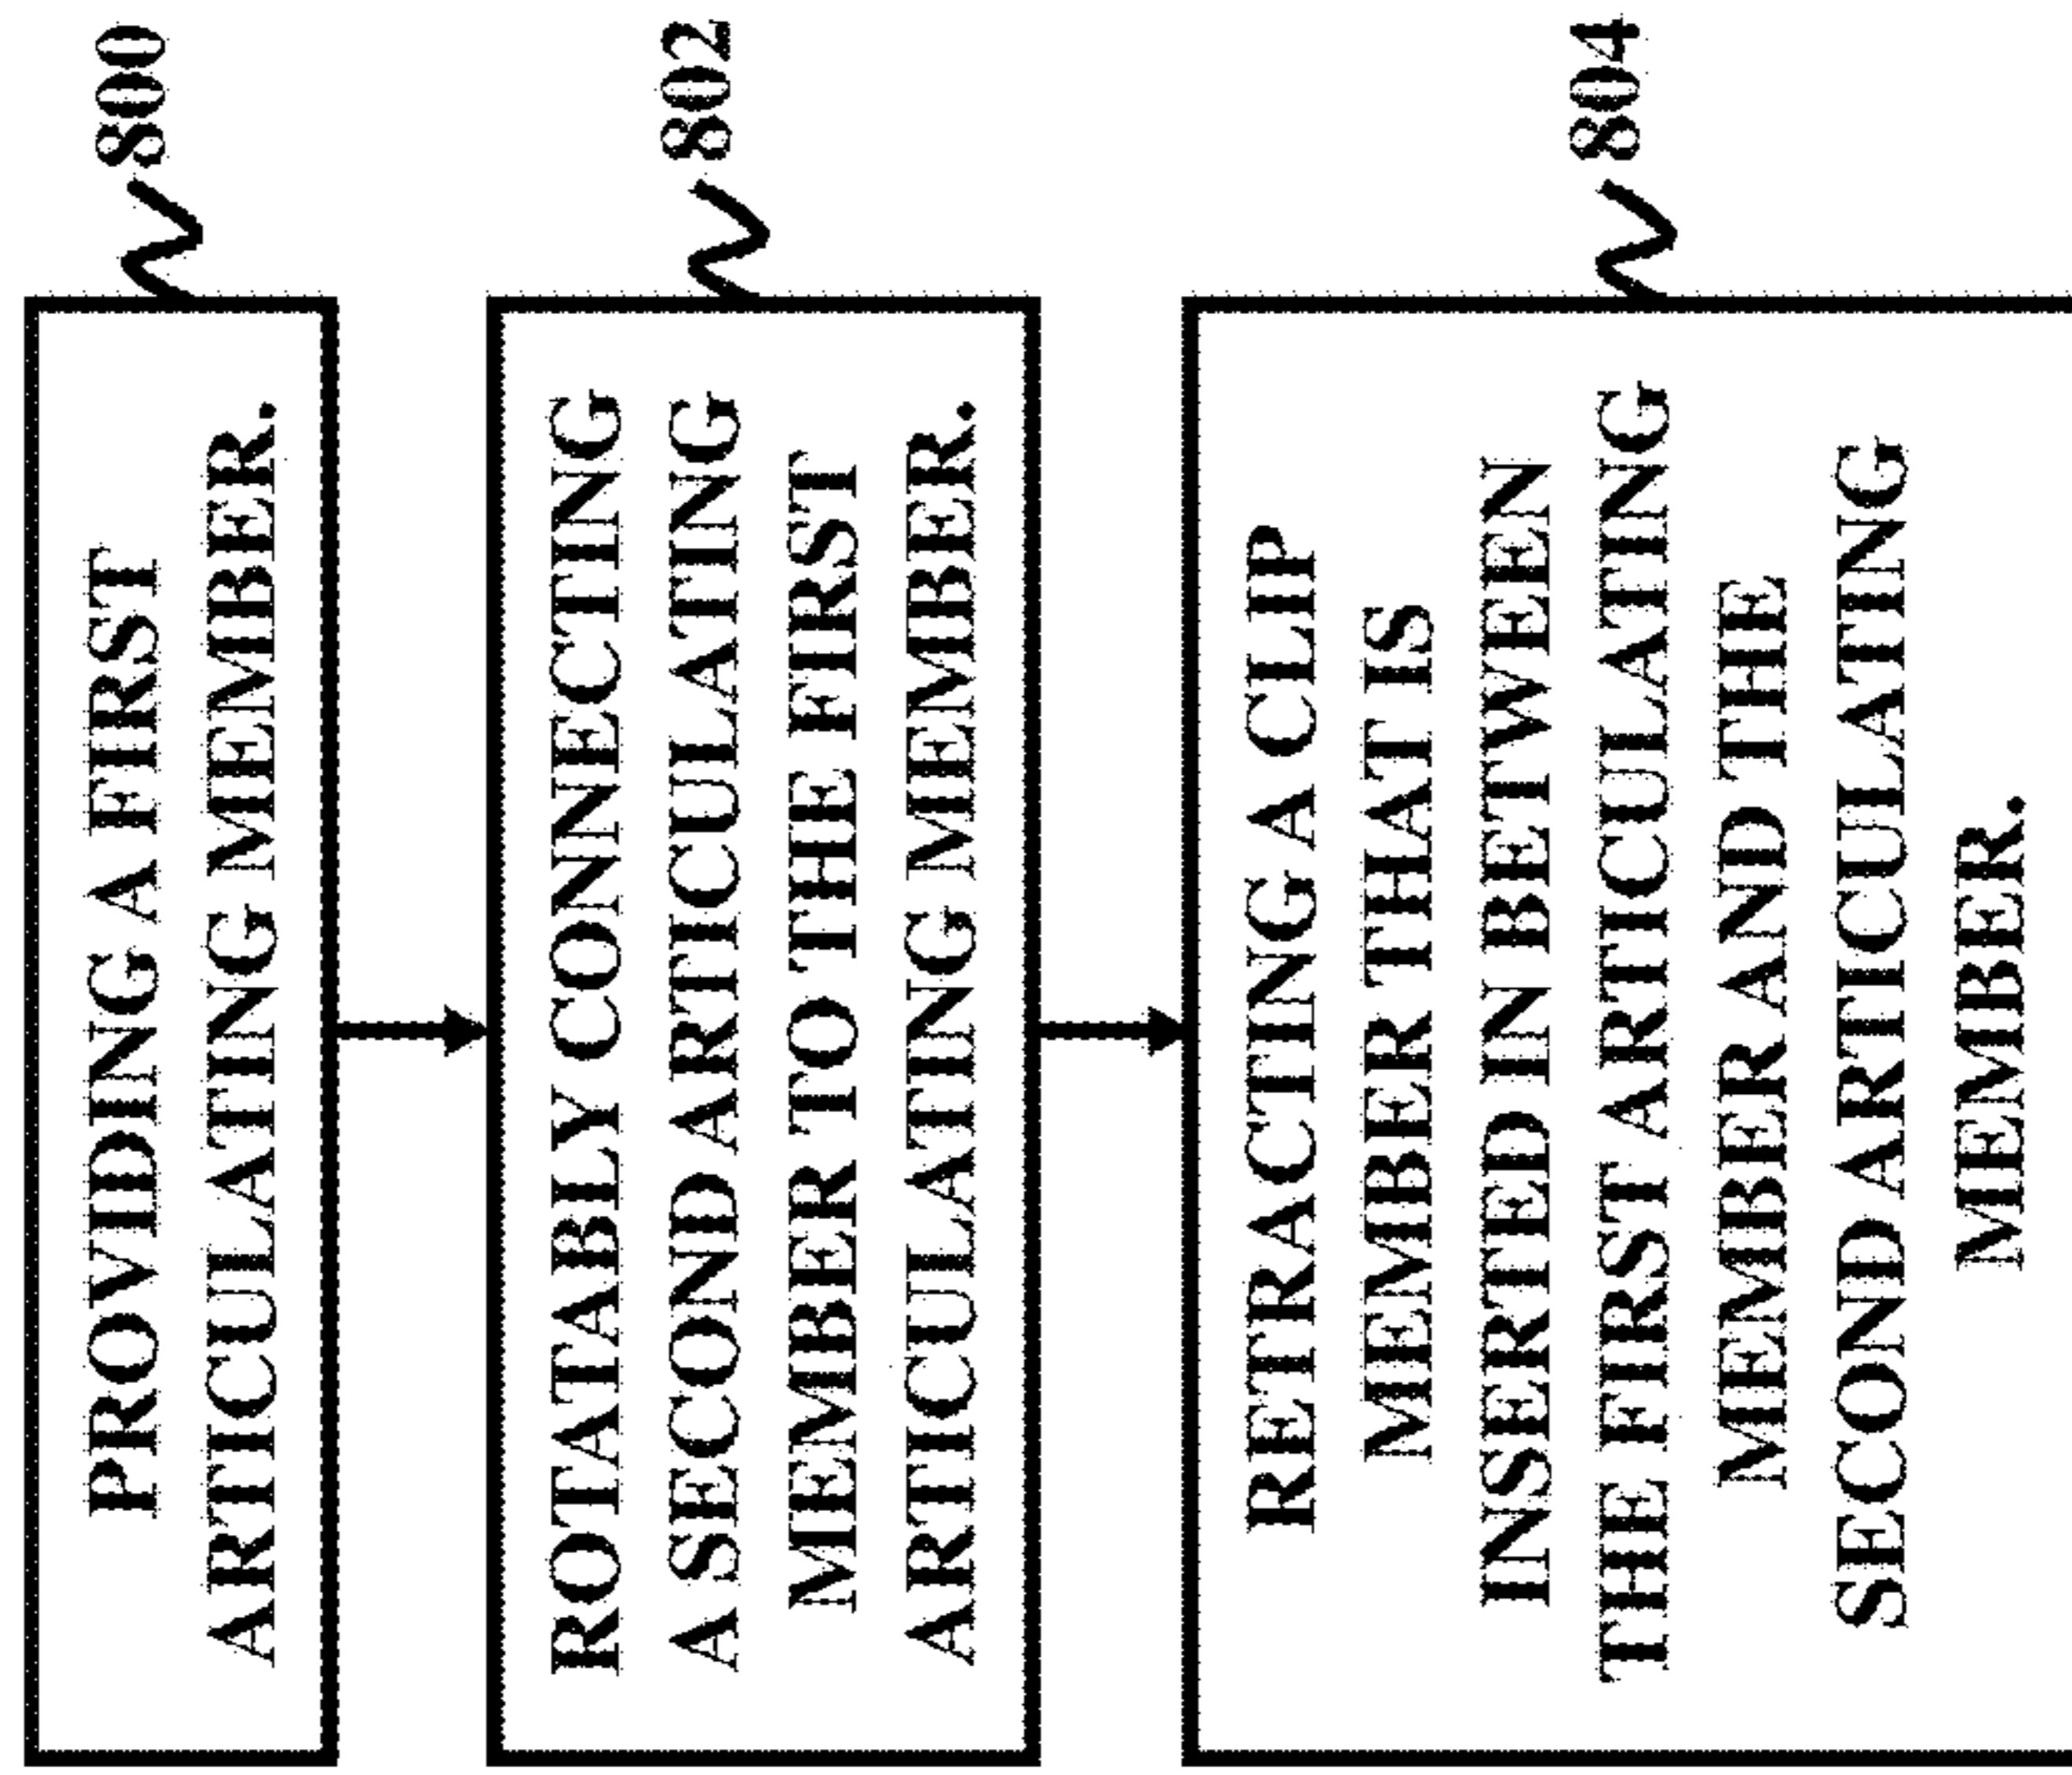 PROVIDING A FIRST
ARTICULATING MEMBER.
800
ROTATABLY CONNECTING
A SECOND ARTICULATING
MEMBER TO THE FIRST
ARTICULATING MEMBER.
802
RETRACTING A CLIP
MEMBER THAT IS
INSERTED IN BETWEEN
THE FIRST ARTICULATING
MEMBER AND THE
SECOND ARTICULATING
MEMBER.
804